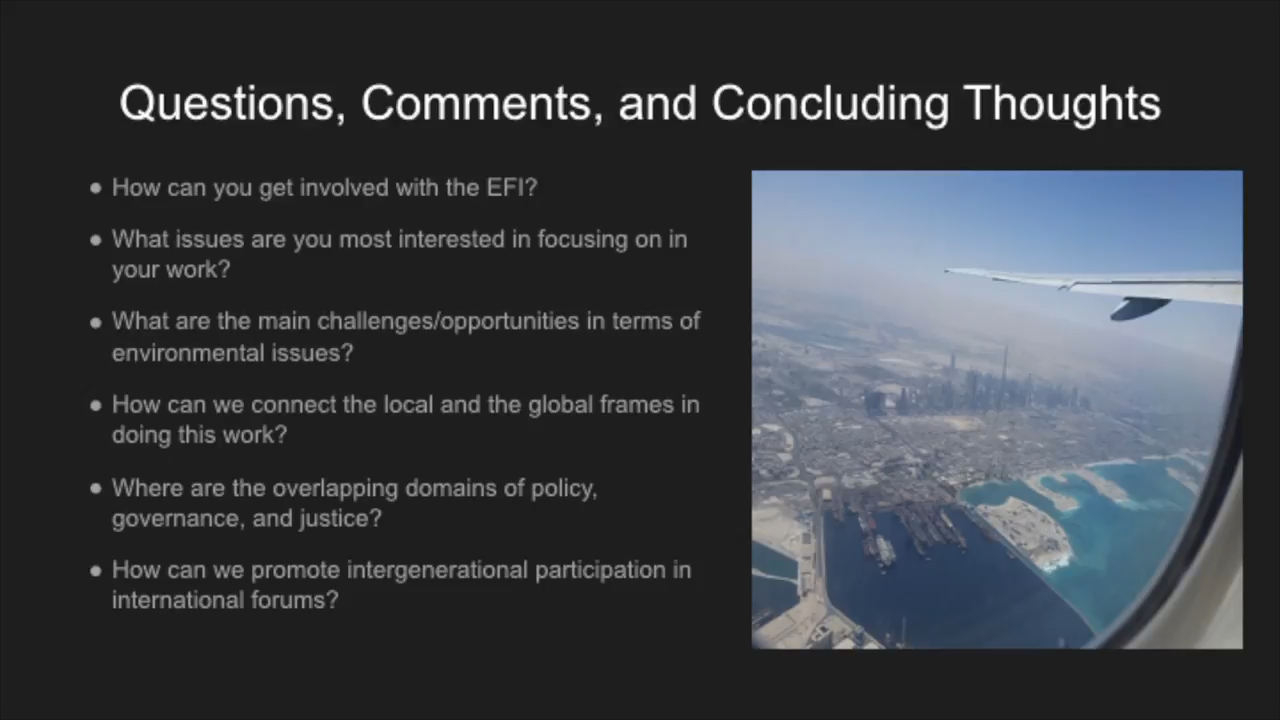 Questions, Comments, and Concluding Thoughts
● How can you get involved with the EFI?
● What issues are you most interested in focusing on in
your work?
● What are the main challenges/opportunities in terms of
environmental issues?
● How can we connect the local and the global frames in
doing this work?
● Where are the overlapping domains of policy,
governance, and justice?
● How can we promote intergenerational participation in
international forums?